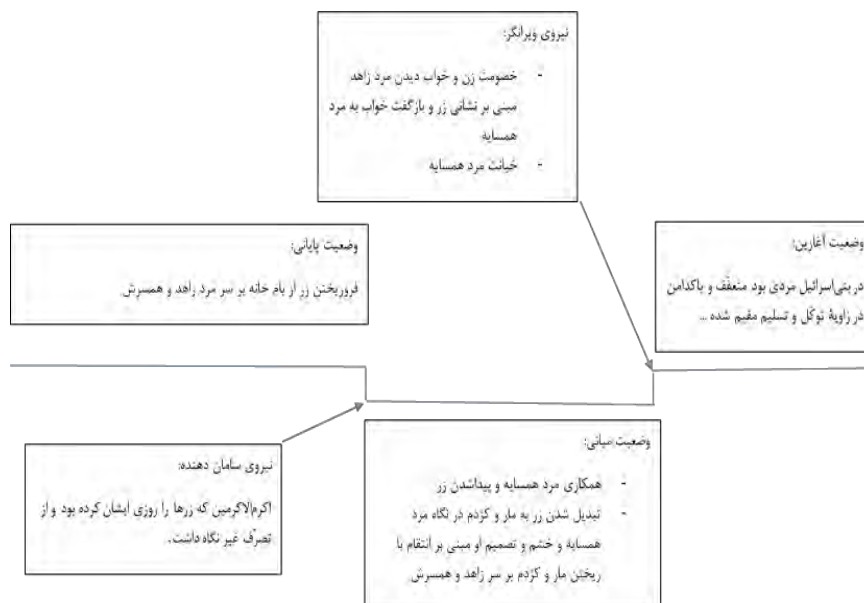 نیروی ویرانگر:
- خصومت زن و خواب دیدن مرد زاهد
مبنی بر نشانی زر و بازگفت خواب به مرد
همسایه
- خیانت مرد همسایه
وضعیت آغازین:
در بنی‌اسرائیل مردی بود متعفّف و پاکدامن
در زاویهٔ توکّل و تسلیم مقیم شده ...
وضعیت پایانی:
فروریختن زر از بام خانه بر سر مرد زاهد و همسرش.
وضعیت میانی:
- همکاری مرد همسایه و پیداشدن زر
- تبدیل شدن زر به مار و کژدم در نگاه مرد
همسایه و خشم و تصمیم او مبنی بر انتقام با
ریختن مار و کژدم بر سر زاهد و همسرش
نیروی سامان دهنده:
اکرم‌الاکرمین که زرها را روزی ایشان کرده بود و از
تصرّف غیر نگاه داشت.